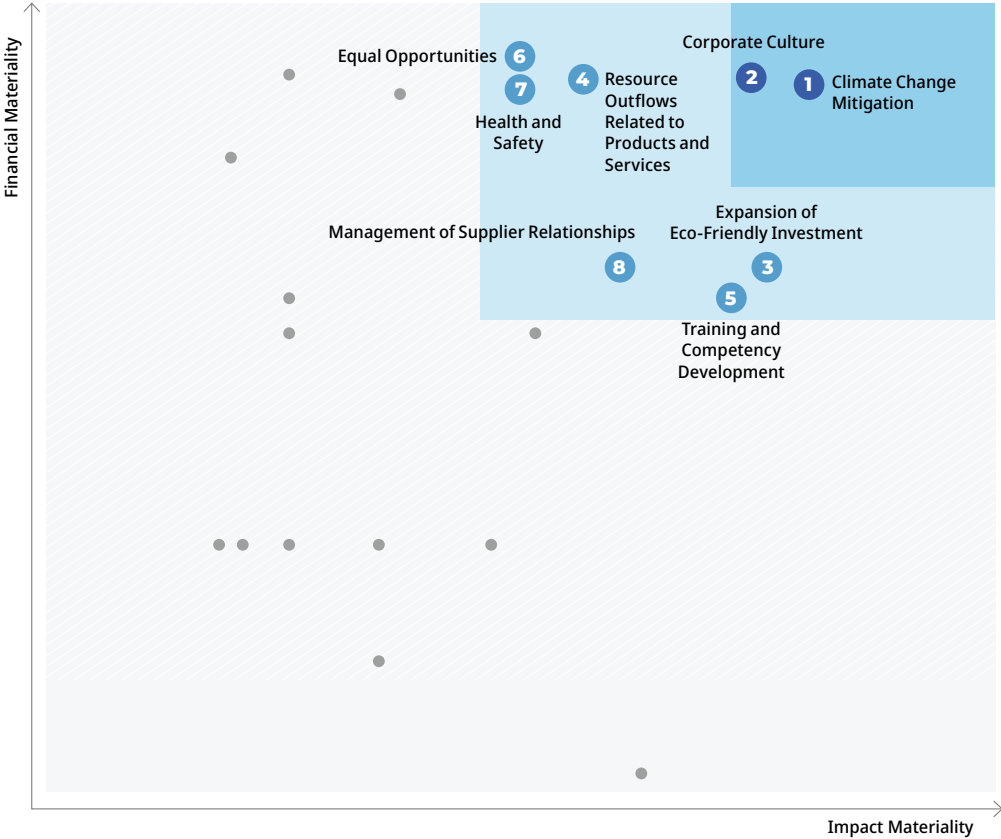 Financial Materiality
Corporate Culture
2
1
Climate Change
Mitigation
Equal Opportunities
6
7
Health and
Safety
4
Resource
Outflows
Related to
Products and
Services
Management of Supplier Relationships
8
Expansion of
Eco-Friendly Investment
3
5
Training and
Competency
Development
Impact Materiality